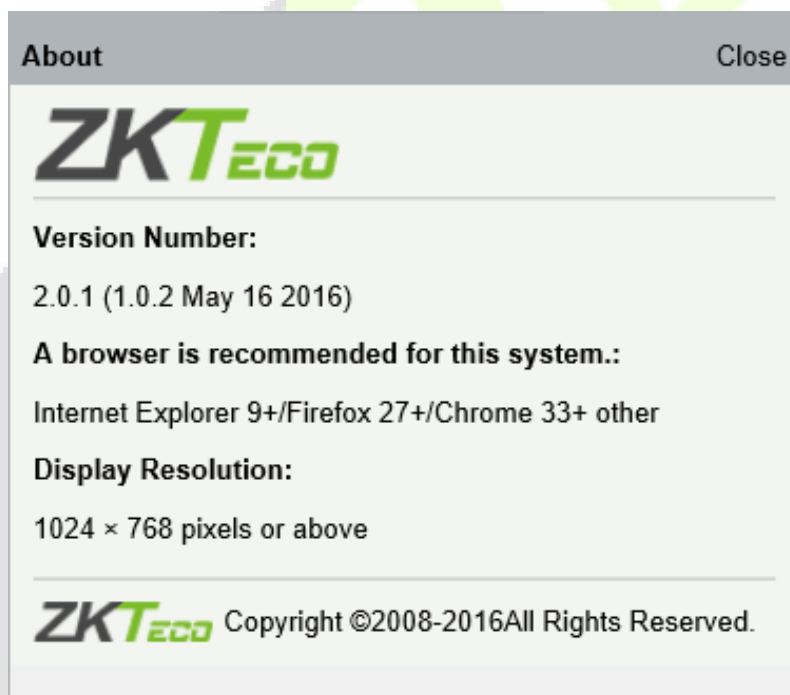 About Close
ZKTECO
Version Number:
2.0.1 (1.0.2 May 16 2016)
A browser is recommended for this system.:
Internet Explorer 9+/Firefox 27+/Chrome 33+ other
Display Resolution:
1024 × 768 pixels or above
ZKTECO Copyright ©2008-2016All Rights Reserved.